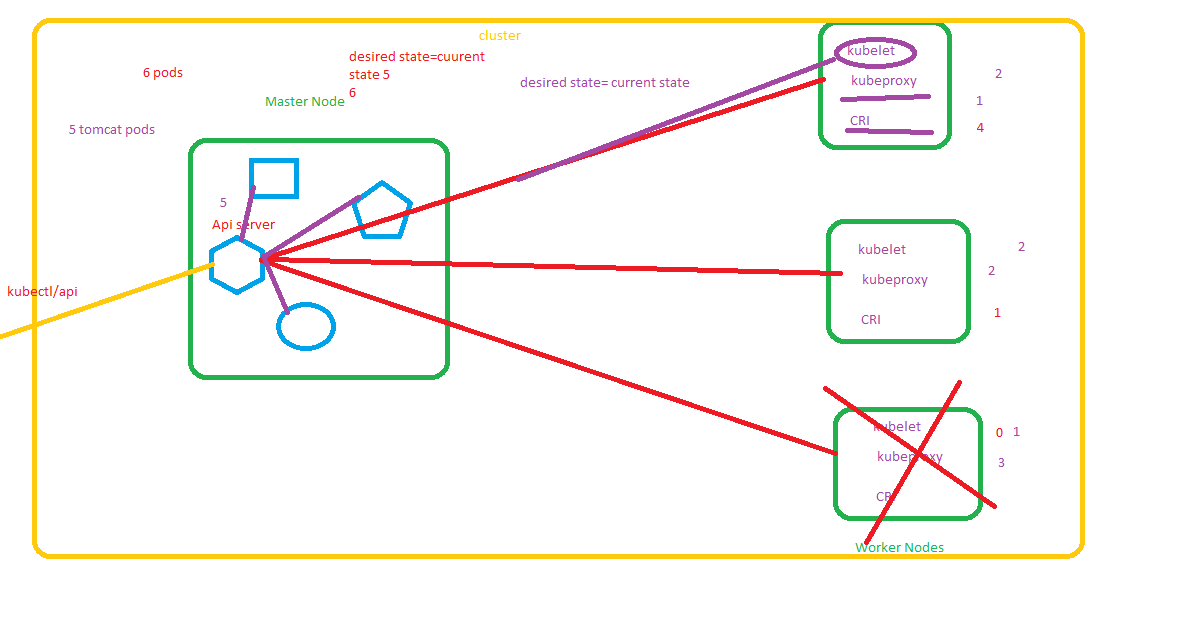 cluster
desired state=cuurent
state 5
6
6 pods
Master Node
5 tomcat pods
desired state= current state
kubelet
kubeproxy
CRI
2
1
4
5
Api server
kubectl/api
kubelet
kubeproxy
CRI
2
2
1
kubelet
kubeproxy
CRI
0 1
3
Worker Nodes